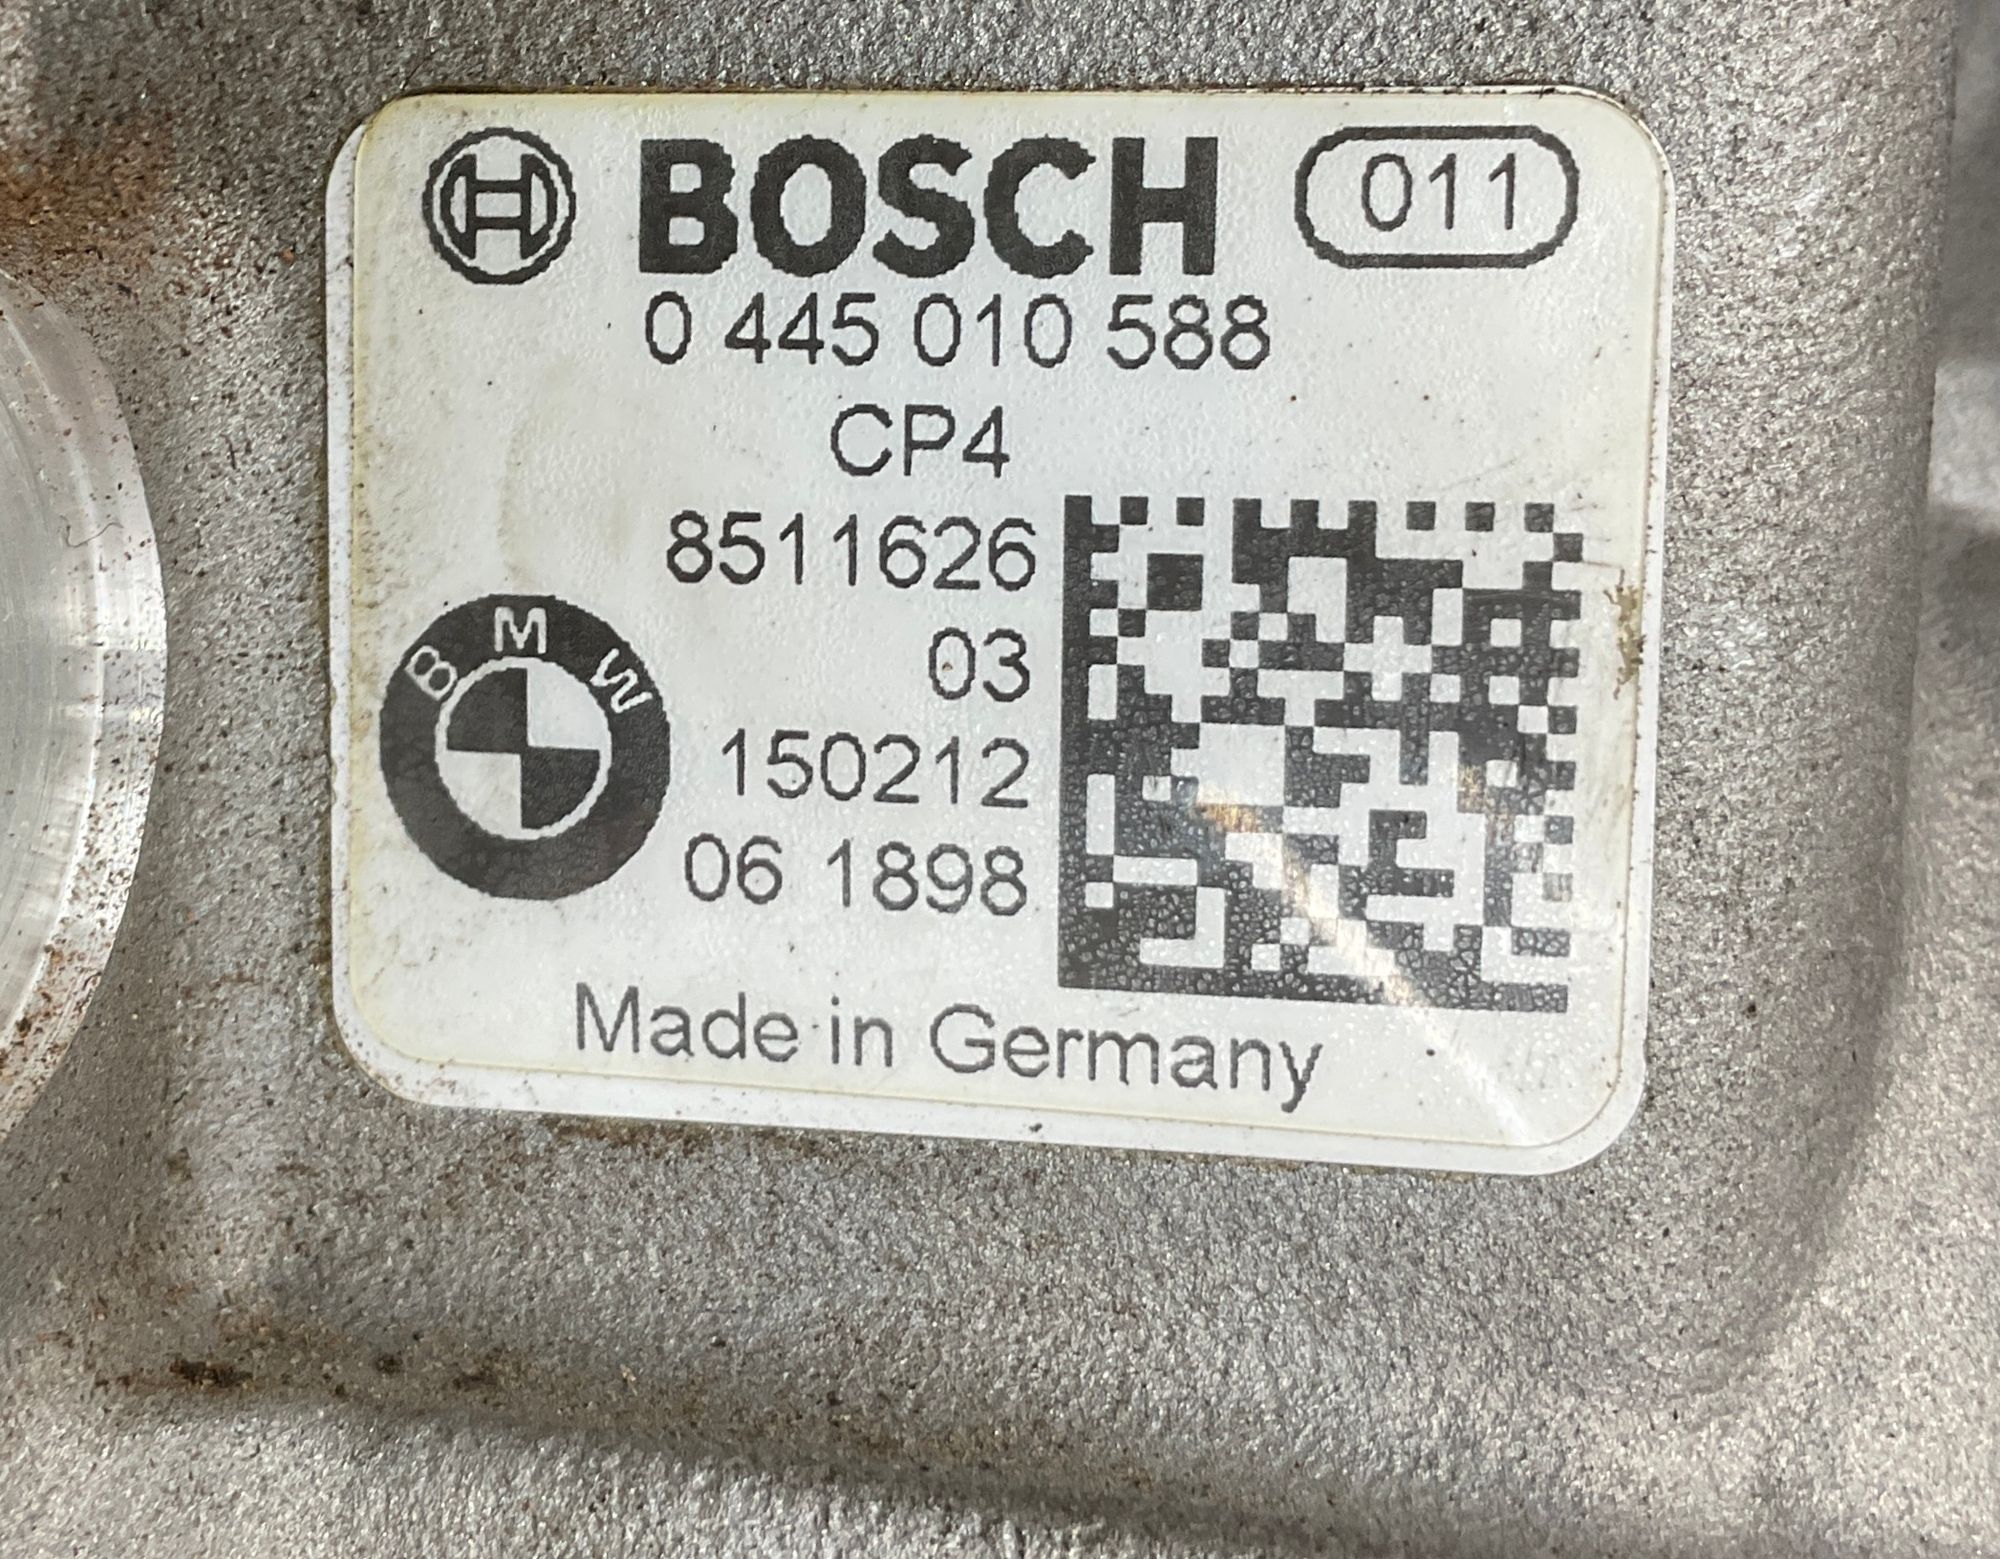 BOSCH 011
0 445 010 588
CP4
8511626
03
BMW
150212
06 1898
Made in Germany